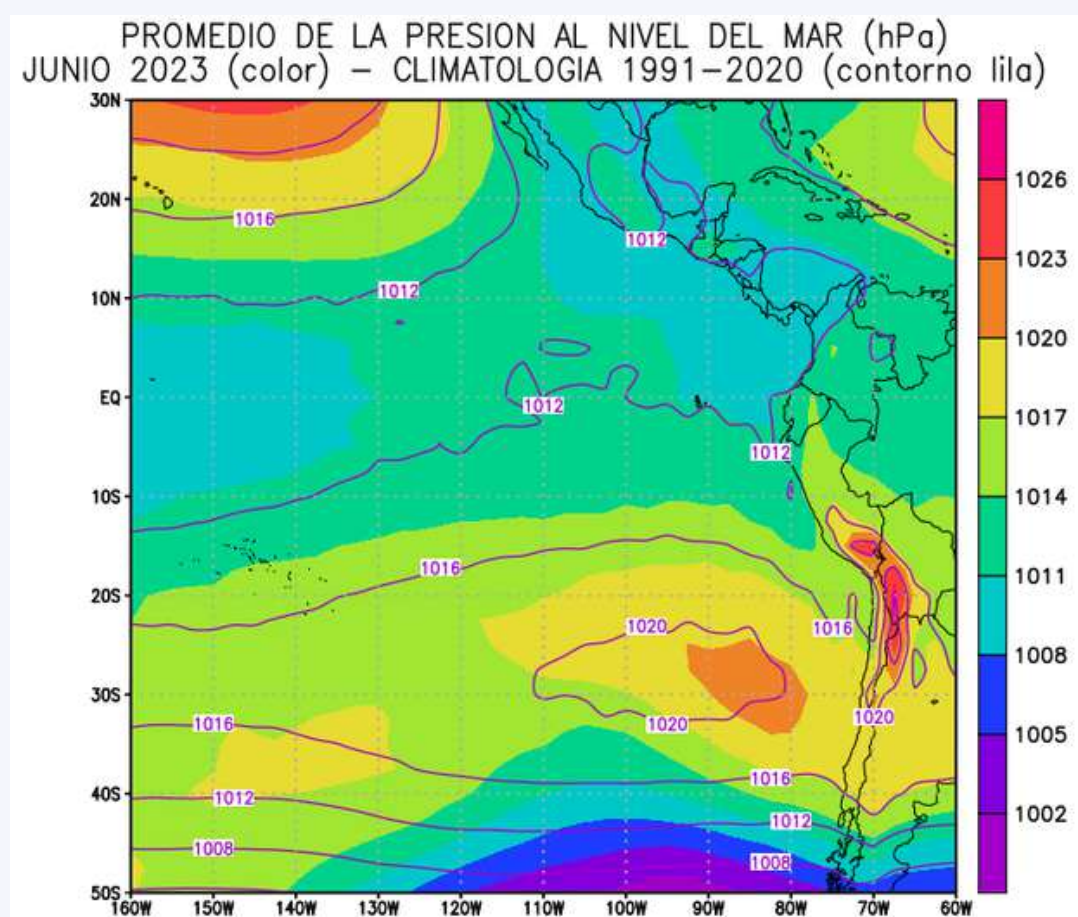 PROMEDIO DE LA PRESION AL NIVEL DEL MAR (hPa)
JUNIO 2023 (color) – CLIMATOLOGIA 1991–2020 (contorno lila)
30N
1026
20N
1016
1012
1023
10N
1012
1020
EQ
1012
1017
1012
10S
1014
1016
1011
20S
1020
1016
1008
30S
1020
1020
1016
1005
1016
40S
1012
1012
1002
1008
1008
50S
160W
150W
140W
130W
120W
110W
100W
90W
80W
70W
60W